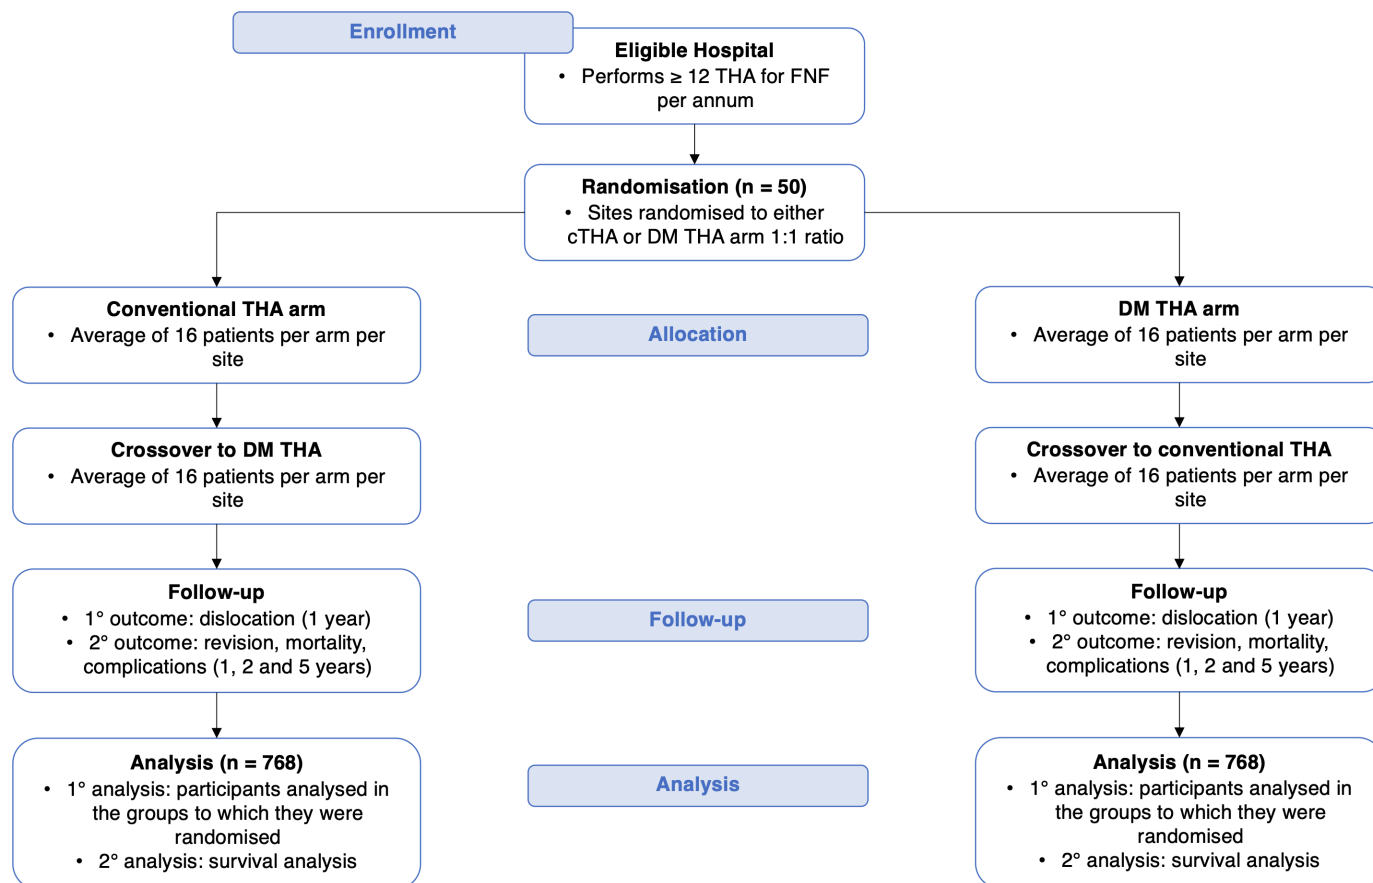 Enrollment
Eligible Hospital
• Performs ≥ 12 THA for FNF
per annum
Randomisation (n = 50)
• Sites randomised to either
cTHA or DM THA arm 1:1 ratio
Conventional THA arm
• Average of 16 patients per arm per
site
Allocation
DM THA arm
• Average of 16 patients per arm per
site
Crossover to DM THA
• Average of 16 patients per arm per
site
Crossover to conventional THA
• Average of 16 patients per arm per
site
Follow-up
• 1° outcome: dislocation (1 year)
• 2° outcome: revision, mortality,
complications (1, 2 and 5 years)
Follow-up
Follow-up
• 1° outcome: dislocation (1 year)
• 2° outcome: revision, mortality,
complications (1, 2 and 5 years)
Analysis (n = 768)
• 1° analysis: participants analysed in
the groups to which they were
randomised
• 2° analysis: survival analysis
Analysis
Analysis (n = 768)
• 1° analysis: participants analysed in
the groups to which they were
randomised
• 2° analysis: survival analysis